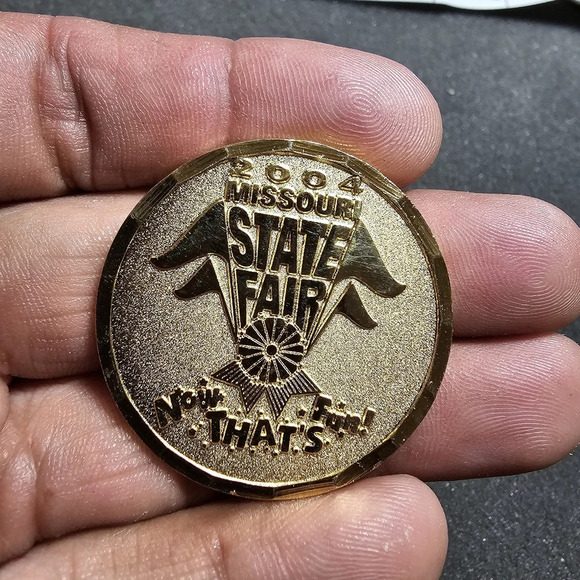 2004
MISSOURI
STATE
FAIR
Now
THAT'S
Fun!